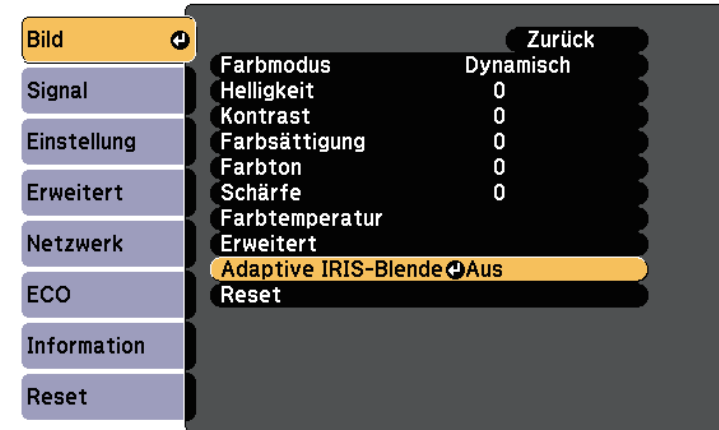 Bild
Signal
Einstellung
Erweitert
Netzwerk
ECO
Information
Reset
Zurück
Farbmodus Dynamisch
Helligkeit 0
Kontrast 0
Farbsättigung 0
Farbton 0
Schärfe 0
Farbtemperatur
Erweitert
Adaptive IRIS-Blende Aus
Reset